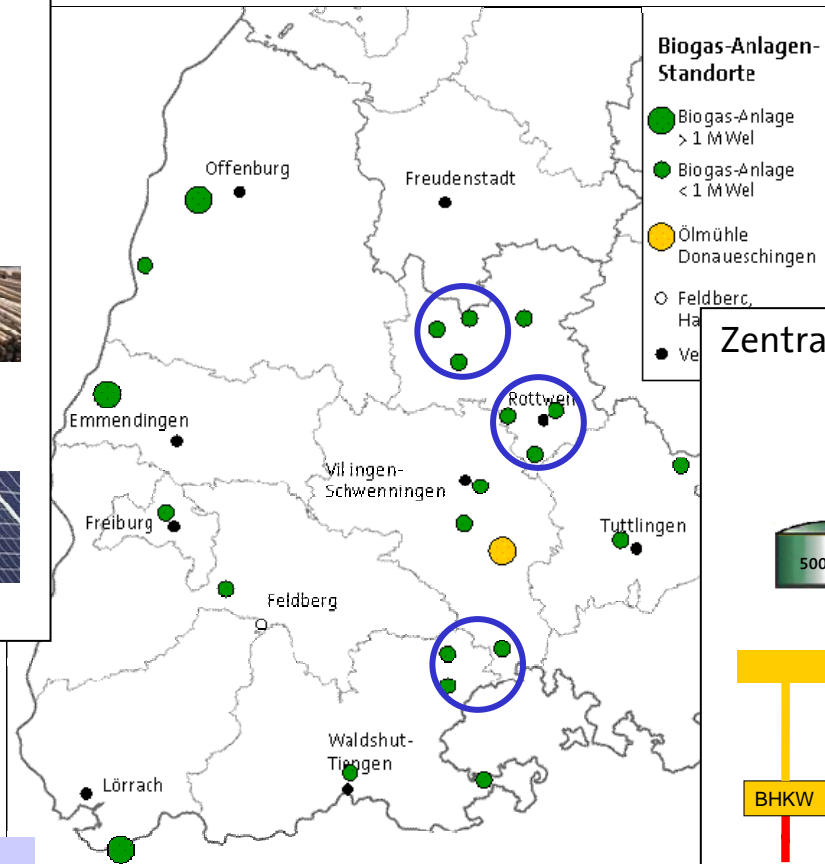 Biogas-Anlagen-
Standorte
Biogas-Anlage
> 1 MWel
Biogas-Anlage
< 1 MWel
Ölmühle
Donaueschingen
Feldberg,
Offenburg
Freudenstadt
Emmendingen
Rottweil
Villingen-
Schwenningen
Freiburg
Tuttlingen
Feldberg
Waldshut-
Tiengen
Lörrach
500
BHKW